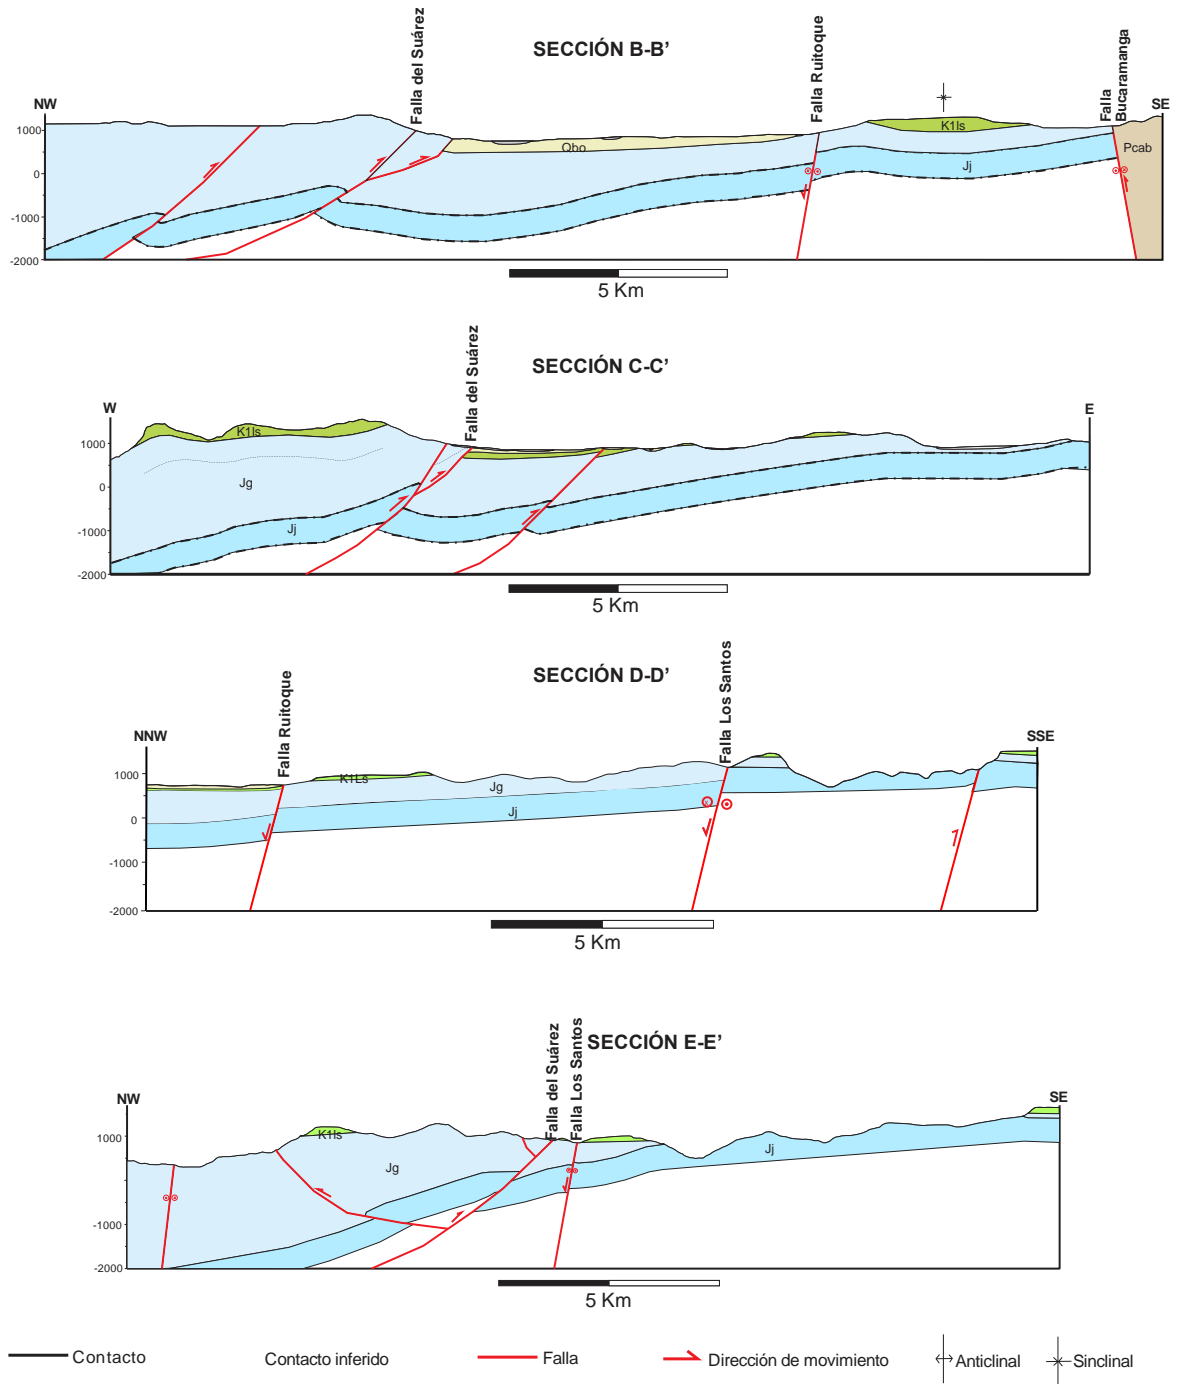 SECCIÓN B-B'
Falla del Suárez
Falla Ruitoque
Falla
Bucaramanga
NW
SE
1000
0
-1000
-2000
Qbo
K1ls
Jj
Pcab
5 Km
SECCIÓN C-C'
Falla del Suárez
W
E
1000
0
-1000
-2000
K1ls
Jg
Jj
5 Km
SECCIÓN D-D'
Falla Ruitoque
Falla Los Santos
NNW
SSE
1000
0
-1000
-2000
K1Ls
Jg
Jj
5 Km
SECCIÓN E-E'
Falla del Suárez
Falla Los Santos
NW
SE
1000
0
-1000
-2000
K1ls
Jg
Jj
5 Km
Contacto
Contacto inferido
Falla
Dirección de movimiento
Anticlinal
Sinclinal